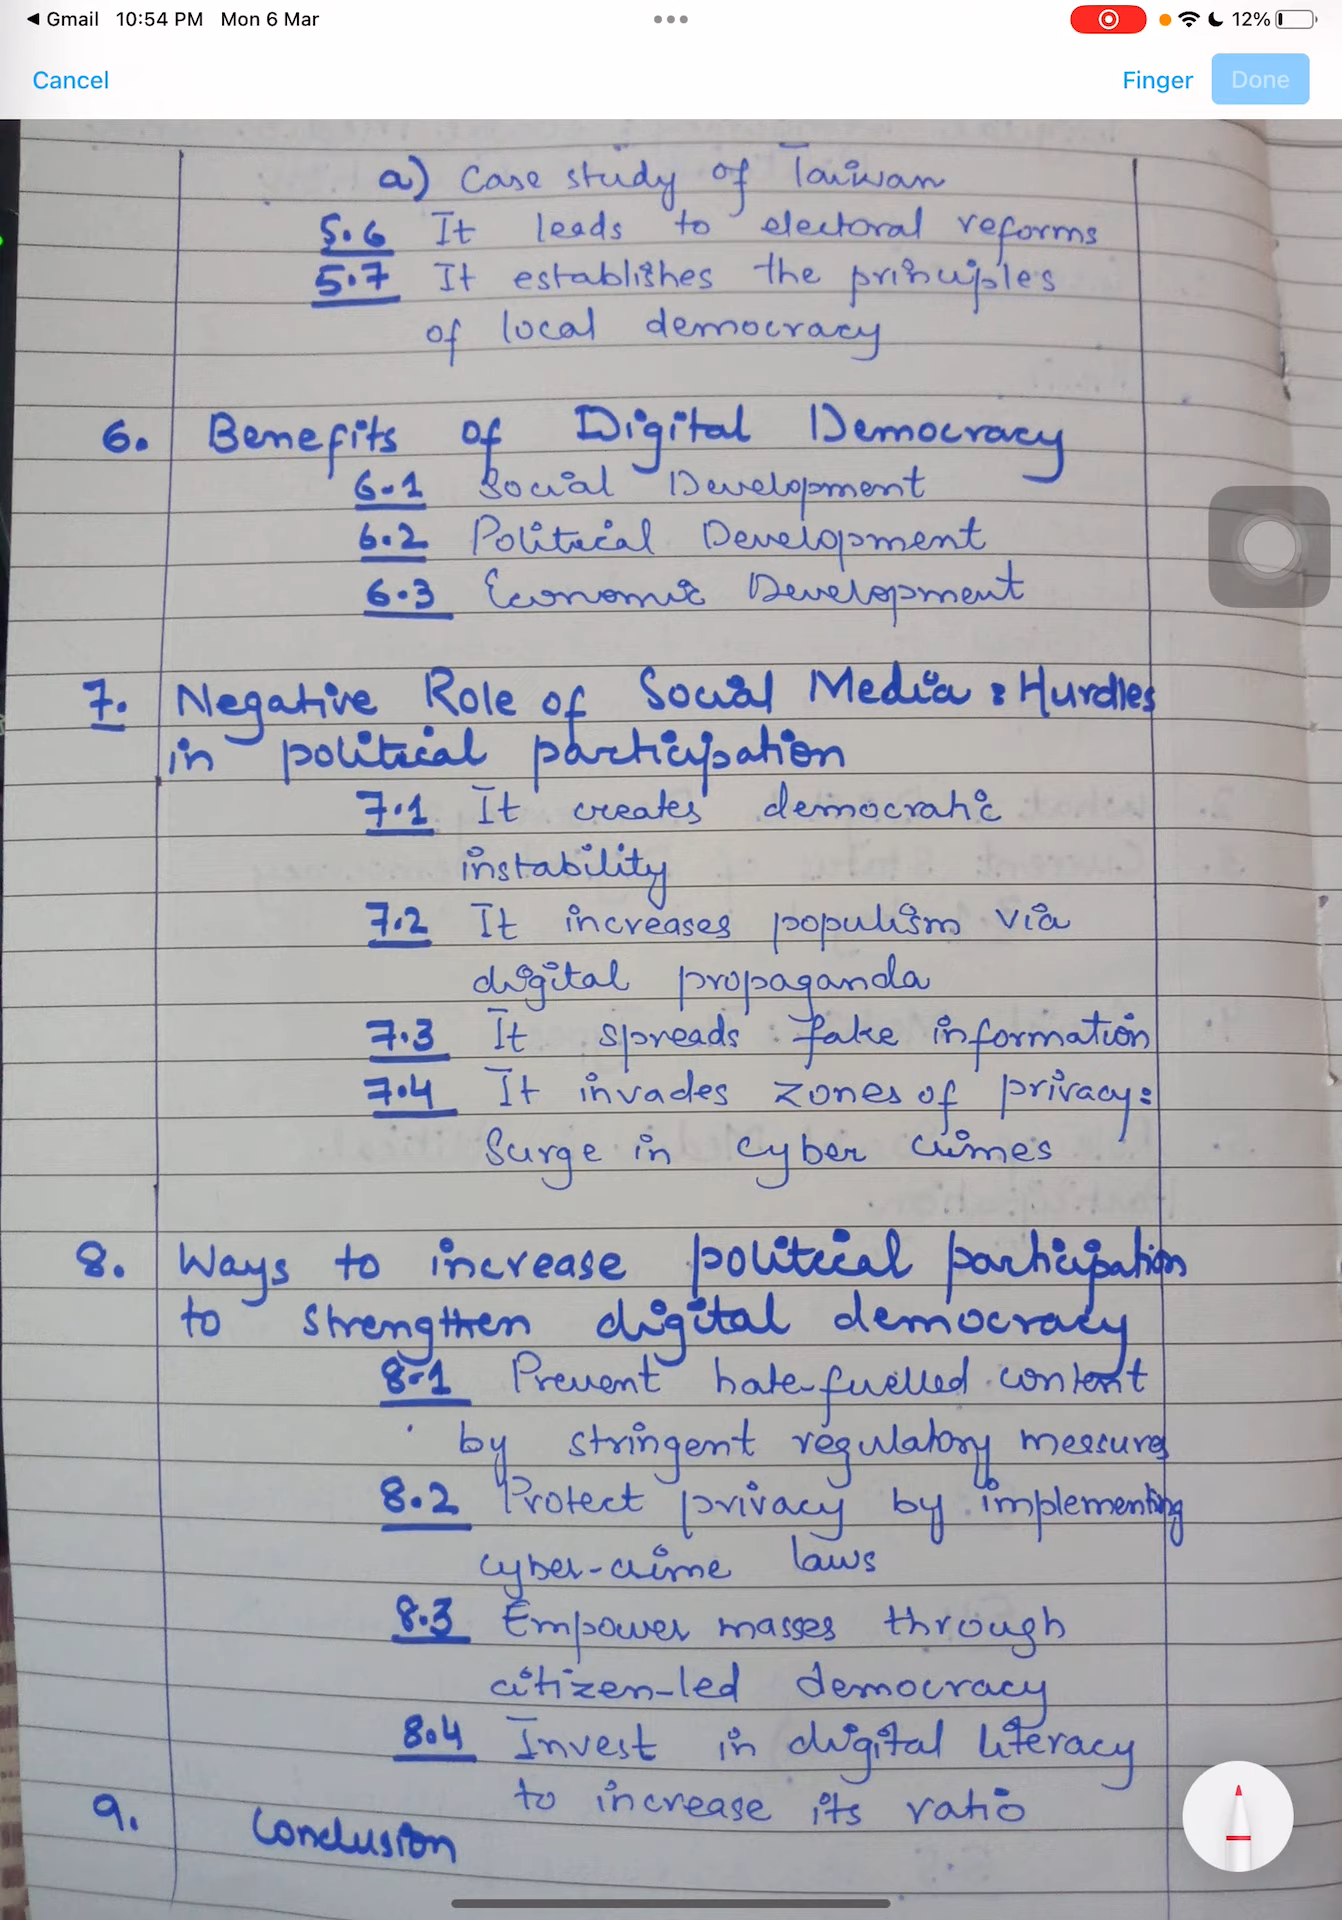 ◀ Gmail 10:54 PM Mon 6 Mar 12%
Cancel Finger Done
a) Case study of Taiwan
5.6 It leads to electoral reforms
5.7 It establishes the principles
of local democracy
6. Benefits of Digital Democracy
6.1 Social Development
6.2 Political Development
6.3 Economic Development
7. Negative Role of Social Media : Hurdles
in political participation
7.1 It creates democratic
instability
7.2 It increases populism via
digital propaganda
7.3 It spreads fake information
7.4 It invades zones of privacy:
Surge in cyber crimes
8. Ways to increase political participation
to strengthen digital democracy
8.1 Prevent hate-fuelled content
by stringent regulatory measures
8.2 Protect privacy by implementing
cyber-crime laws
8.3 Empower masses through
citizen-led democracy
8.4 Invest in digital literacy
to increase its ratio
9. Conclusion